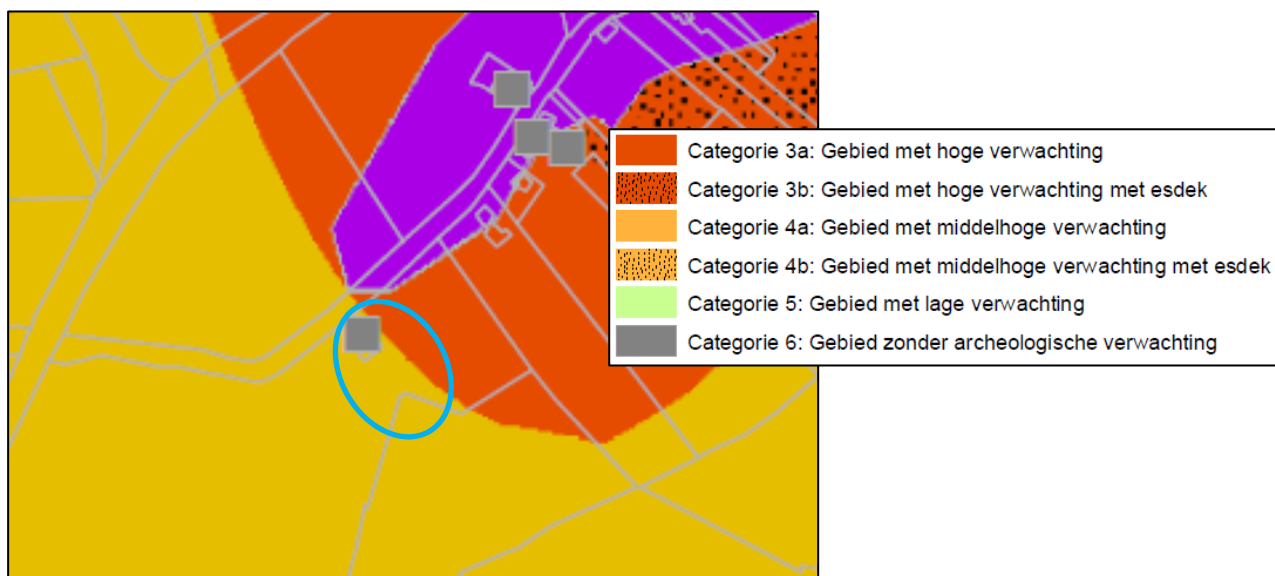 Categorie 3a: Gebied met hoge verwachting
Categorie 3b: Gebied met hoge verwachting met esdek
Categorie 4a: Gebied met middelhoge verwachting
Categorie 4b: Gebied met middelhoge verwachting met esdek
Categorie 5: Gebied met lage verwachting
Categorie 6: Gebied zonder archeologische verwachting